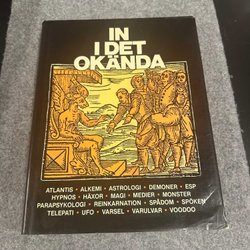 IN
I DET
OKÄNDA
ATLANTIS • ALKEMI • ASTROLOGI • DEMONER • ESP
HYPNOS • HÄXOR • MAGI • MEDIER • MONSTER
PARAPSYKOLOGI • REINKARNATION • SPÅDOM • SPÖKEN
TELEPATI • UFO • VARSEL • VARULVAR • VOODOO